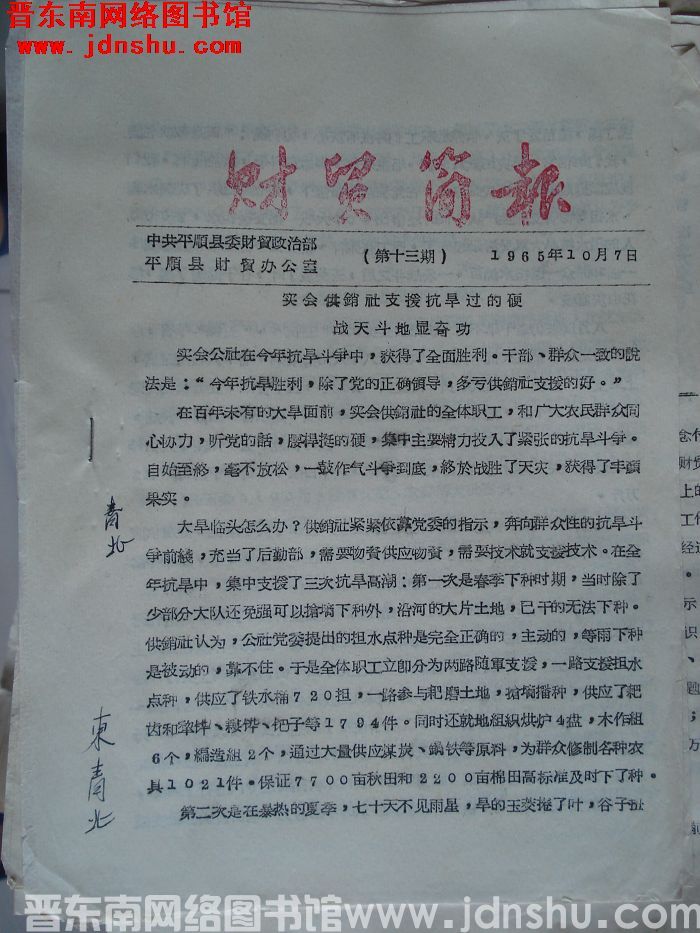 晋东南网络图书馆
www.jdnshu.com
财贸简报
中共平順县委財貿政治部
平順县財貿办公室
(第十三期)
1965年10月7日
实会供銷社支援抗旱过的硬
战天斗地显奋功
实会公社在今年抗旱斗爭中，获得了全面胜利。干部、群众一致的說
法是：“今年抗旱胜利，除了党的正确領导，多亏供銷社支援的好。”
在百年未有的大旱面前，实会供銷社的全体职工，和广大农民群众同
心协力，听党的話，腰桿挺的硬，集中主要精力投入了紧张的抗旱斗爭。
自始至終，毫不放松，一鼓作气斗爭到底，終於战胜了天灾，获得了丰碩
果实。
大旱临头怎么办？供銷社紧紧依靠党委的指示，奔向群众性的抗旱斗
爭前綫，充当了后勤部，需要物資供应物資，需要技术就支援技术。在全
年抗旱中，集中支援了三次抗旱高潮：第一次是春季下种时期，当时除了
少部分大队还免强可以搶墒下种外，沿河的大片土地，已干的无法下种。
供銷社认为，公社党委提出的担水点种是完全正确的，主动的，等雨下种
是被动的，靠不住。于是全体职工立即分为两路随軍支援，一路支援担水
点种，供应了铁水桶720担，一路参与耙磨土地，搶墒播种，供应了耙
齿和犂铧、耧铧、钯子等1794件。同时还就地組织烘炉4盘，木作組
6个，編造組2个，通过大量供应煤炭、鍋铁等原料，为群众修制各种农
具1021件。保证7700亩秋田和2200亩棉田高标准及时下了种。
第二次是在暴热的夏季，七十天不见雨星，旱的玉茭捲了叶，谷子
青北
東青北
晋东南网络图书馆www.jdnshu.com